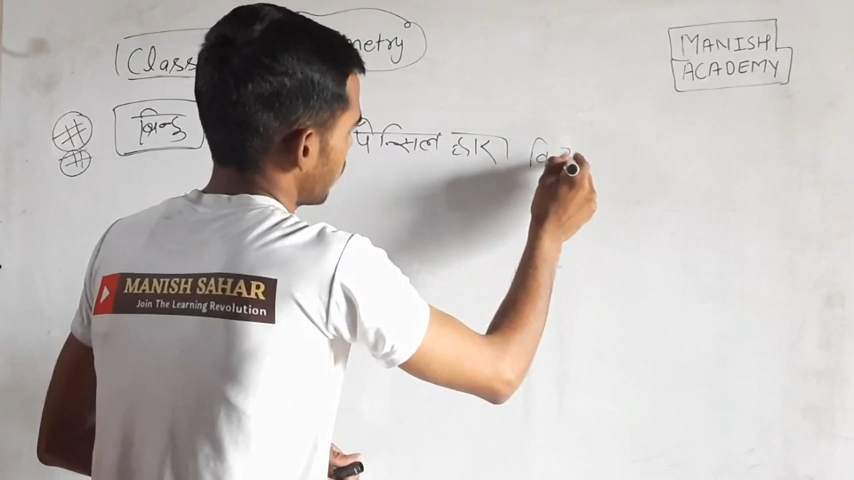 Class
metry
MANISH
ACADEMY
बिन्दु
पेन्सिल द्वारा
MANISH SAHAR
Join The Learning Revolution